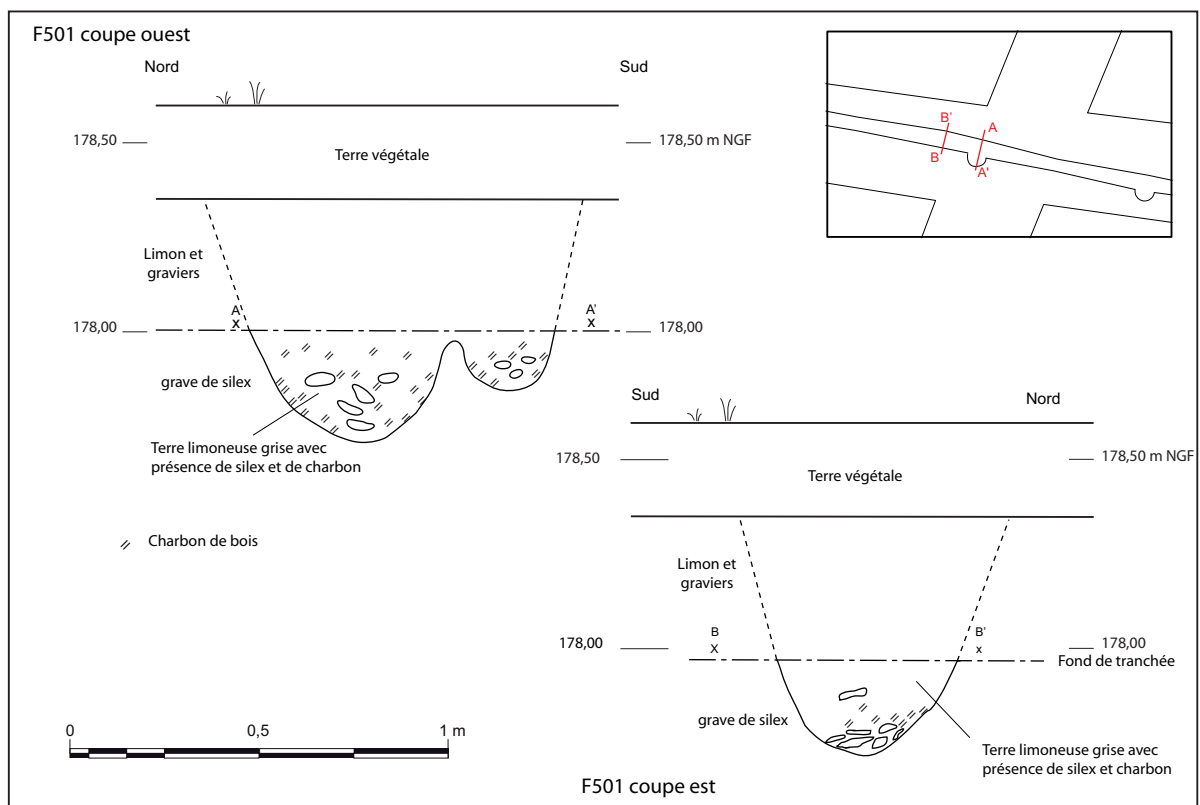 F501 coupe ouest
Nord
Sud
178,50
178,50 m NGF
Terre végétale
Limon et
graviers
A'
x
A'
x
178,00
178,00
grave de silex
Terre limoneuse grise avec
présence de silex et de charbon
Charbon de bois
B'
A
B
A'
Sud
Nord
178,50
178,50 m NGF
Terre végétale
Limon et
graviers
B
X
B'
x
178,00
178,00
Fond de tranchée
grave de silex
Terre limoneuse grise avec
présence de silex et charbon
0
0,5
1 m
F501 coupe est